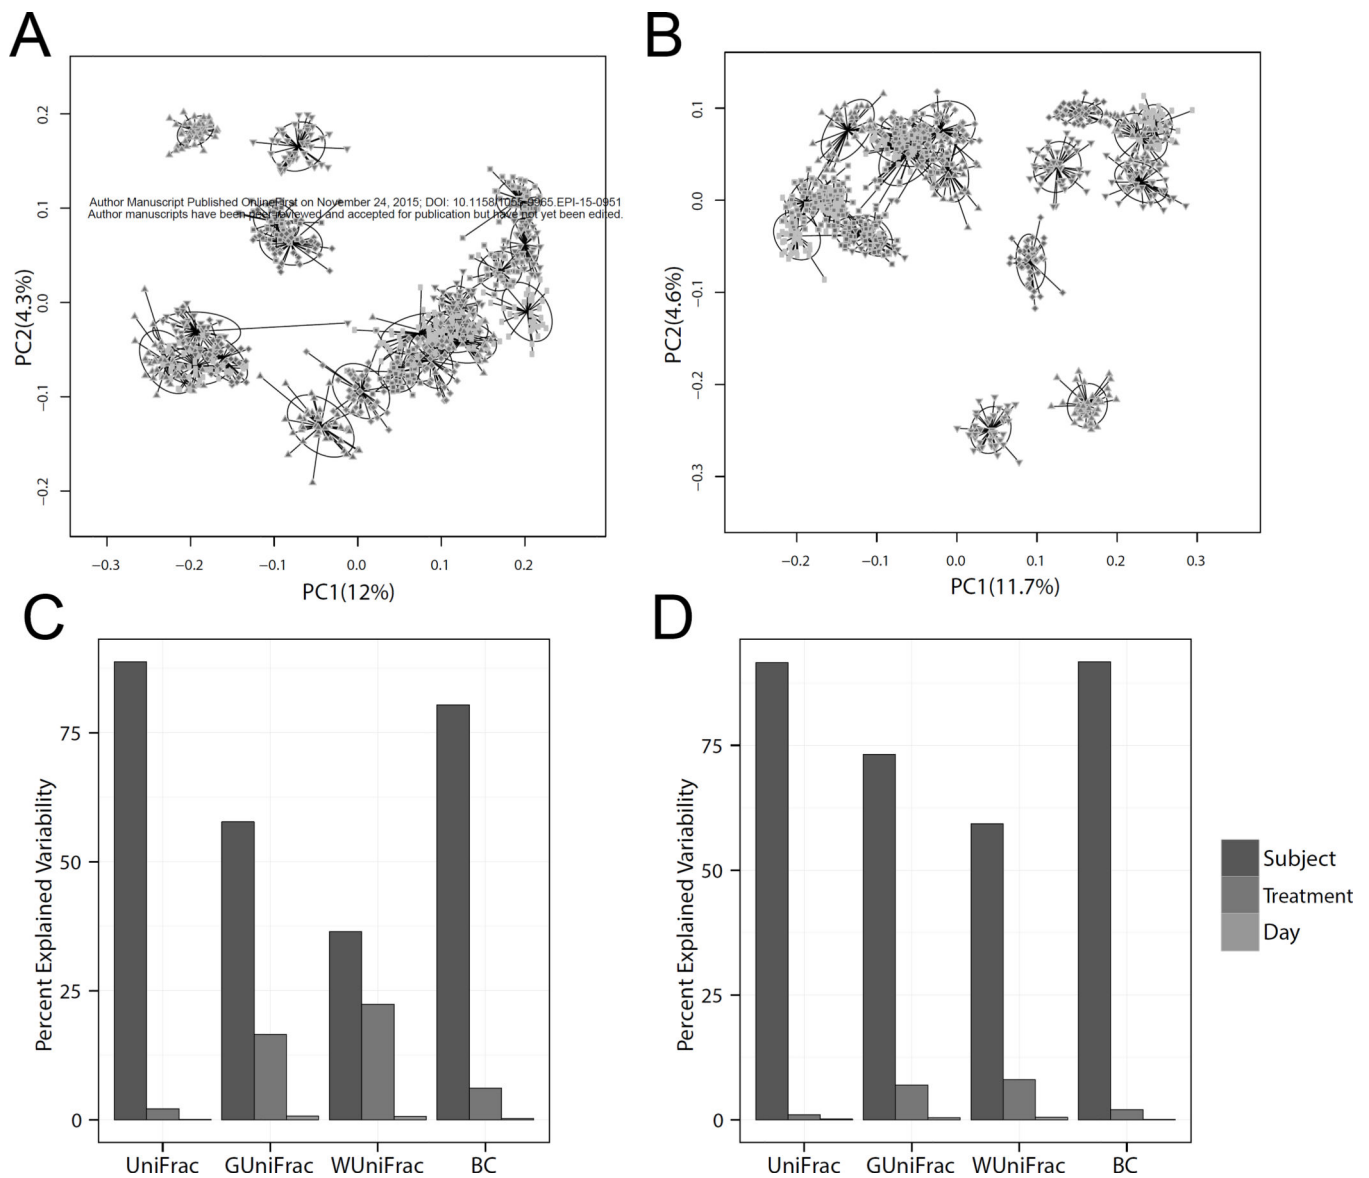 A
B
0.2
0.1
0.0
−0.1
−0.2
PC2(4.3%)
Author Manuscript Published OnlineFirst on November 24, 2015; DOI: 10.1158/1055-9965.EPI-15-0951
Author manuscripts have been peer reviewed and accepted for publication but have not yet been edited.
−0.3
−0.2
−0.1
0.0
0.1
0.2
PC1(12%)
0.1
0.0
−0.1
−0.2
−0.3
PC2(4.6%)
−0.2
−0.1
0.0
0.1
0.2
0.3
PC1(11.7%)
C
D
75
50
25
0
Percent Explained Variability
UniFrac
GUniFrac
WUniFrac
BC
75
50
25
0
Percent Explained Variability
UniFrac
GUniFrac
WUniFrac
BC
Subject
Treatment
Day